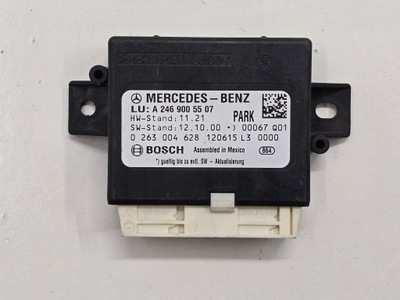 MERCEDES-BENZ
LU: A 246 900 55 07
HW-Stand: 11.21 PARK
SW-Stand: 12.10.00 *) 00067 Q01
0 263 004 628 120615 L3 0000
BOSCH Assembled in Mexico 884
*) gueltig bis zu evtl. SW - Aktualisierung